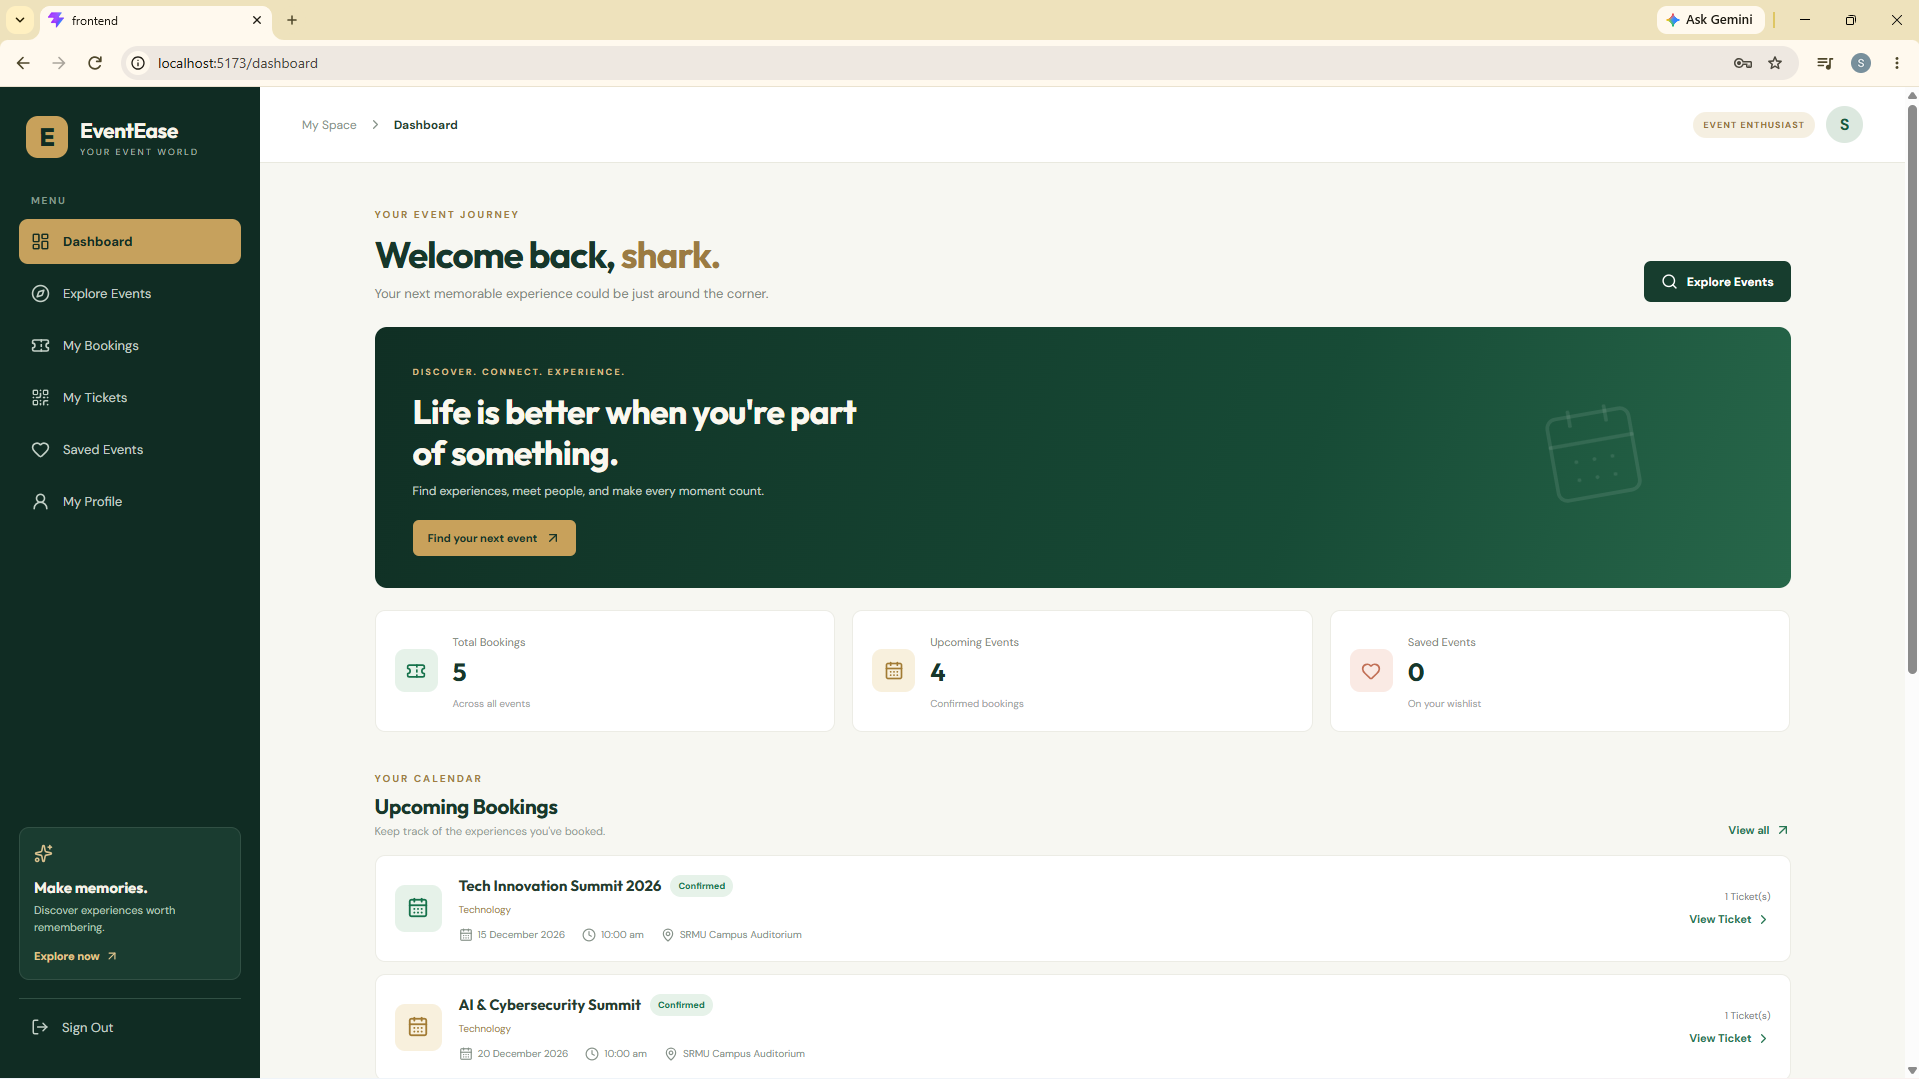 frontend
Ask Gemini
localhost:5173/dashboard
S
E
EventEase
YOUR EVENT WORLD
MENU
Dashboard
Explore Events
My Bookings
My Tickets
Saved Events
My Profile
Make memories.
Discover experiences worth
remembering.
Explore now
Sign Out
My Space
Dashboard
EVENT ENTHUSIAST
S
YOUR EVENT JOURNEY
Welcome back, shark.
Your next memorable experience could be just around the corner.
Explore Events
DISCOVER. CONNECT. EXPERIENCE.
Life is better when you're part
of something.
Find experiences, meet people, and make every moment count.
Find your next event
Total Bookings
5
Across all events
Upcoming Events
4
Confirmed bookings
Saved Events
0
On your wishlist
YOUR CALENDAR
Upcoming Bookings
Keep track of the experiences you've booked.
View all
Tech Innovation Summit 2026 Confirmed
Technology
15 December 2026 10:00 am SRMU Campus Auditorium
1 Ticket(s)
View Ticket
AI & Cybersecurity Summit Confirmed
Technology
20 December 2026 10:00 am SRMU Campus Auditorium
1 Ticket(s)
View Ticket